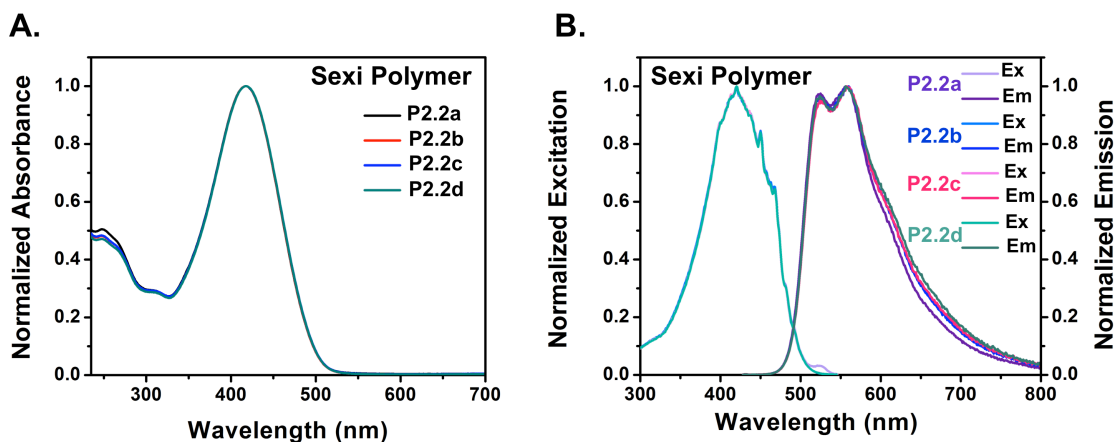 A.
Sexi Polymer
P2.2a
P2.2b
P2.2c
P2.2d
Normalized Absorbance
1.0
0.8
0.6
0.4
0.2
0.0
300 400 500 600 700
Wavelength (nm)
B.
Sexi Polymer
P2.2a Ex
Em
P2.2b Ex
Em
P2.2c Ex
Em
P2.2d Ex
Em
Normalized Excitation
1.0
0.8
0.6
0.4
0.2
0.0
300 400 500 600 700 800
Wavelength (nm)
1.0
0.8
0.6
0.4
0.2
0.0
Normalized Emission